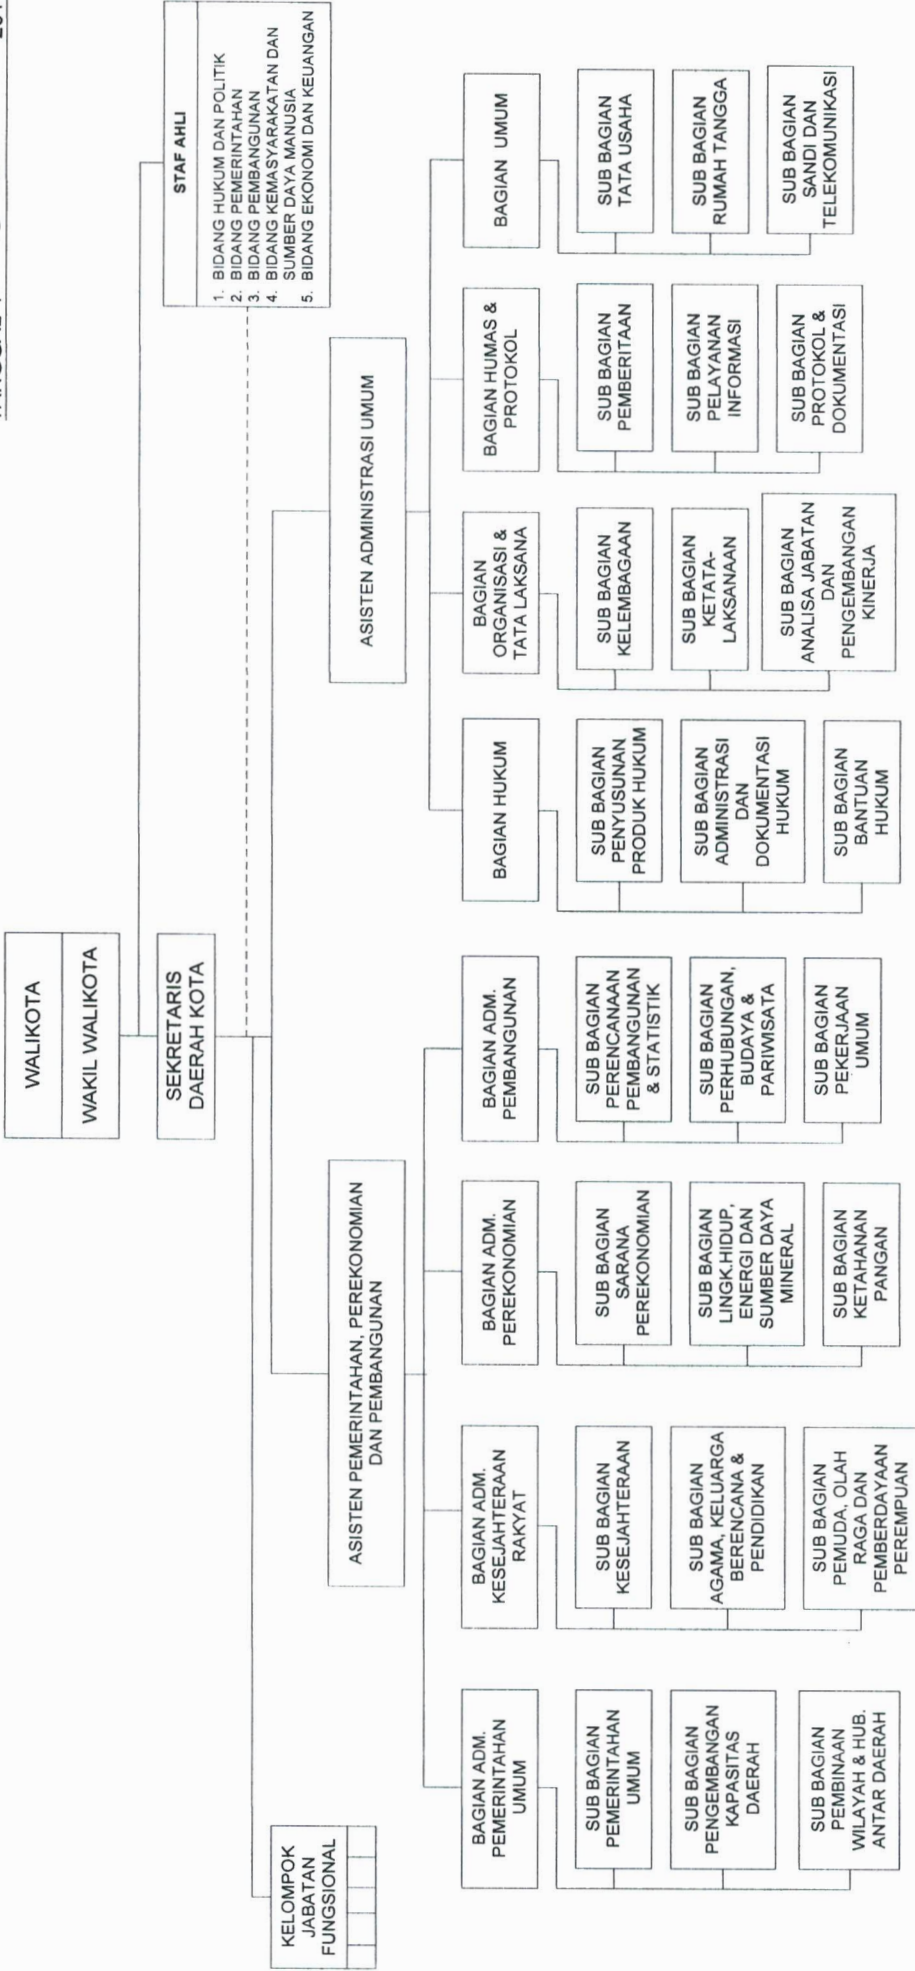 WALIKOTA
WAKIL WALIKOTA
SEKRETARIS
DAERAH KOTA
STAF AHLI
1. BIDANG HUKUM DAN POLITIK
2. BIDANG PEMERINTAHAN
3. BIDANG PEMBANGUNAN
4. BIDANG KEMASYARAKATAN DAN
SUMBER DAYA MANUSIA
5. BIDANG EKONOMI DAN KEUANGAN
KELOMPOK
JABATAN
FUNGSIONAL
ASISTEN PEMERINTAHAN, PEREKONOMIAN
DAN PEMBANGUNAN
ASISTEN ADMINISTRASI UMUM
BAGIAN ADM.
PEMERINTAHAN
UMUM
SUB BAGIAN
PEMERINTAHAN
UMUM
SUB BAGIAN
PENGEMBANGAN
KAPASITAS
DAERAH
SUB BAGIAN
PEMBINAAN
WILAYAH & HUB.
ANTAR DAERAH
BAGIAN ADM.
KESEJAHTERAAN
RAKYAT
SUB BAGIAN
KESEJAHTERAAN
SUB BAGIAN
AGAMA, KELUARGA
BERENCANA &
PENDIDIKAN
SUB BAGIAN
PEMUDA, OLAH
RAGA DAN
PEMBERDAYAAN
PEREMPUAN
BAGIAN ADM.
PEREKONOMIAN
SUB BAGIAN
SARANA
PEREKONOMIAN
SUB BAGIAN
LINGK.HIDUP,
ENERGI DAN
SUMBER DAYA
MINERAL
SUB BAGIAN
KETAHANAN
PANGAN
BAGIAN ADM.
PEMBANGUNAN
SUB BAGIAN
PERENCANAAN
PEMBANGUNAN
& STATISTIK
SUB BAGIAN
PERHUBUNGAN,
BUDAYA &
PARIWISATA
SUB BAGIAN
PEKERJAAN
UMUM
BAGIAN HUKUM
SUB BAGIAN
PENYUSUNAN
PRODUK HUKUM
SUB BAGIAN
ADMINISTRASI
DAN
DOKUMENTASI
HUKUM
SUB BAGIAN
BANTUAN
HUKUM
BAGIAN
ORGANISASI &
TATA LAKSANA
SUB BAGIAN
KELEMBAGAAN
SUB BAGIAN
KETATA-
LAKSANAAN
SUB BAGIAN
ANALISA JABATAN
DAN
PENGEMBANGAN
KINERJA
BAGIAN HUMAS &
PROTOKOL
SUB BAGIAN
PEMBERITAAN
SUB BAGIAN
PELAYANAN
INFORMASI
SUB BAGIAN
PROTOKOL &
DOKUMENTASI
BAGIAN UMUM
SUB BAGIAN
TATA USAHA
SUB BAGIAN
RUMAH TANGGA
SUB BAGIAN
SANDI DAN
TELEKOMUNIKASI